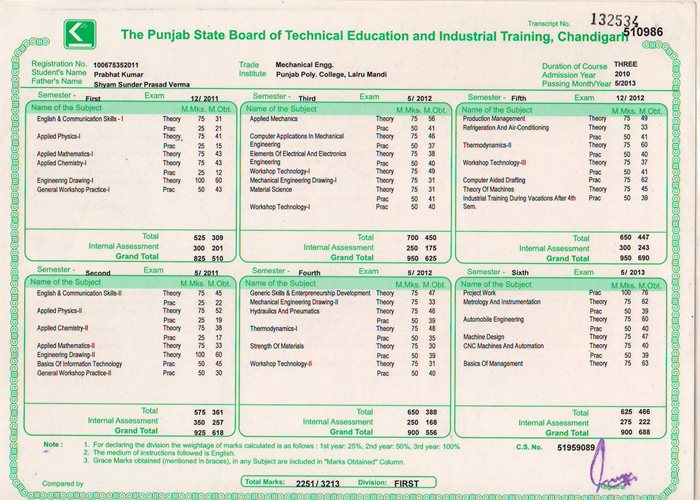 Transcript No. 132534
The Punjab State Board of Technical Education and Industrial Training, Chandigarh 510986
Registration No. 100675352011 Trade Mechanical Engg. Duration of Course THREE
Student's Name Prabhat Kumar Institute Punjab Poly. College, Lalru Mandi Admission Year 2010
Father's Name Shyam Sunder Prasad Verma Passing Month/Year 5/2013
Semester - First Exam 12/ 2011
Name of the Subject M.Mks. M.Obt.
English & Communication Skills - I Theory 75 31
Prac 25 21
Applied Physics-I Theory 75 41
Prac 25 15
Applied Mathematics-I Theory 75 43
Applied Chemistry-I Theory 75 43
Prac 25 12
Engineering Drawing-I Theory 100 60
General Workshop Practice-I Prac 50 43
Total 525 309
Internal Assessment 300 201
Grand Total 825 510
Semester - Third Exam 5/ 2012
Name of the Subject M.Mks. M.Obt.
Applied Mechanics Theory 75 56
Prac 50 41
Computer Applications In Mechanical Theory 75 46
Engineering Prac 50 37
Elements Of Electrical And Electronics Theory 75 38
Engineering Prac 50 40
Workshop Technology-I Theory 75 49
Mechanical Engineering Drawing-I Theory 75 31
Material Science Theory 75 31
Prac 50 41
Workshop Technology-I Prac 50 40
Total 700 450
Internal Assessment 250 175
Grand Total 950 625
Semester - Fifth Exam 12/ 2012
Name of the Subject M.Mks. M.Obt.
Production Management Theory 75 49
Refrigeration And Air-Conditioning Theory 75 33
Prac 50 41
Thermodynamics-II Theory 75 60
Prac 50 40
Workshop Technology-III Theory 75 37
Prac 50 41
Computer Aided Drafting Prac 75 62
Theory Of Machines Theory 75 45
Industrial Training During Vacations After 4th Prac 50 39
Sem.
Total 650 447
Internal Assessment 300 243
Grand Total 950 690
Semester - Second Exam 5/ 2011
Name of the Subject M.Mks. M.Obt.
English & Communication Skills-II Theory 75 45
Prac 25 22
Applied Physics-II Theory 75 52
Prac 25 19
Applied Chemistry-II Theory 75 38
Prac 25 17
Applied Mathematics-II Theory 75 33
Engineering Drawing-II Theory 100 60
Basics Of Information Technology Prac 50 45
General Workshop Practice-II Prac 50 30
Total 575 361
Internal Assessment 350 257
Grand Total 925 618
Semester - Fourth Exam 5/ 2012
Name of the Subject M.Mks. M.Obt.
Generic Skills & Enterpreneurship Development Theory 75 47
Mechanical Engineering Drawing-II Theory 75 33
Hydraulics And Pneumatics Theory 75 46
Prac 50 39
Thermodynamics-I Theory 75 48
Prac 50 35
Strength Of Materials Theory 75 30
Prac 50 39
Workshop Technology-II Theory 75 31
Prac 50 40
Total 650 388
Internal Assessment 250 168
Grand Total 900 556
Semester - Sixth Exam 5/ 2013
Name of the Subject M.Mks. M.Obt.
Project Work Prac 100 76
Metrology And Instrumentation Theory 75 62
Prac 50 39
Automobile Engineering Theory 75 60
Prac 50 40
Machine Design Theory 75 47
CNC Machines And Automation Theory 75 40
Prac 50 39
Basics Of Management Theory 75 63
Total 625 466
Internal Assessment 275 222
Grand Total 900 688
Note : 1. For declaring the division the weightage of marks calculated is as follows : 1st year: 25%, 2nd year: 50%, 3rd year: 100%
2. The medium of instructions followed is English.
3. Grace Marks obtained (mentioned in braces), in any Subject are included in "Marks Obtained" Column.
C.S. No. 51959089
Compared by Total Marks: 2251/ 3213 Division: FIRST